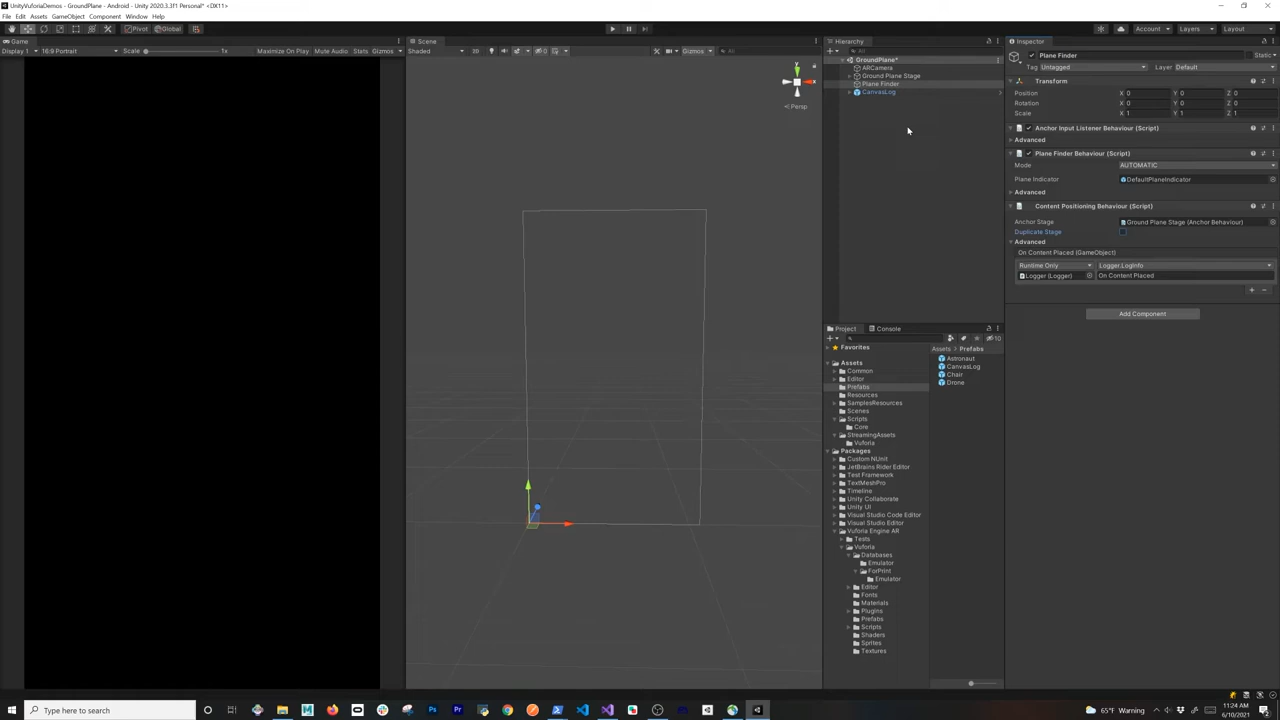 UnityVuforiaDemos - GroundPlane - Android - Unity 2020.3.3f1 Personal* <DX11>
File Edit Assets GameObject Component Window Help
Pivot Global Account Layers Layout
Game
Display 1 16:9 Portrait Scale 1x Maximize On Play Mute Audio Stats Gizmos
Scene
Shaded 2D 0 Gizmos All
y
x
Persp
Hierarchy
All
GroundPlane*
ARCamera
Ground Plane Stage
Plane Finder
CanvasLog
Project Console
10
Favorites
Assets
Common
Editor
Prefabs
Resources
SamplesResources
Scenes
Scripts
Core
StreamingAssets
Vuforia
Packages
Custom NUnit
JetBrains Rider Editor
Test Framework
TextMeshPro
Timeline
Unity Collaborate
Unity UI
Visual Studio Code Editor
Visual Studio Editor
Vuforia Engine AR
Tests
Vuforia
Databases
Emulator
ForPrint
Emulator
Editor
Fonts
Materials
Plugins
Prefabs
Scripts
Shaders
Sprites
Textures
Assets > Prefabs
Astronaut
CanvasLog
Chair
Drone
Inspector
Plane Finder Static
Tag Untagged Layer Default
Transform
Position X 0 Y 0 Z 0
Rotation X 0 Y 0 Z 0
Scale X 1 Y 1 Z 1
Anchor Input Listener Behaviour (Script)
Advanced
Plane Finder Behaviour (Script)
Mode AUTOMATIC
Plane Indicator DefaultPlaneIndicator
Advanced
Content Positioning Behaviour (Script)
Anchor Stage Ground Plane Stage (Anchor Behaviour)
Duplicate Stage
Advanced
On Content Placed (GameObject)
Runtime Only Logger.LogInfo
Logger (Logger) On Content Placed
Add Component
Type here to search
65°F Warning
11:24 AM
6/10/2021